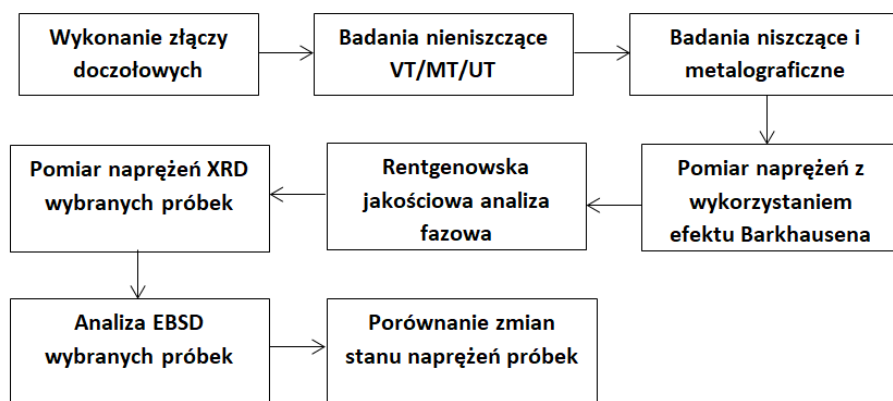 Wykonanie złączy
doczołowych
Badania nieniszczące
VT/MT/UT
Badania niszczące i
metalograficzne
Pomiar naprężeń z
wykorzystaniem
efektu Barkhausena
Rentgenowska
jakościowa analiza
fazowa
Pomiar naprężeń XRD
wybranych próbek
Analiza EBSD
wybranych próbek
Porównanie zmian
stanu naprężeń próbek